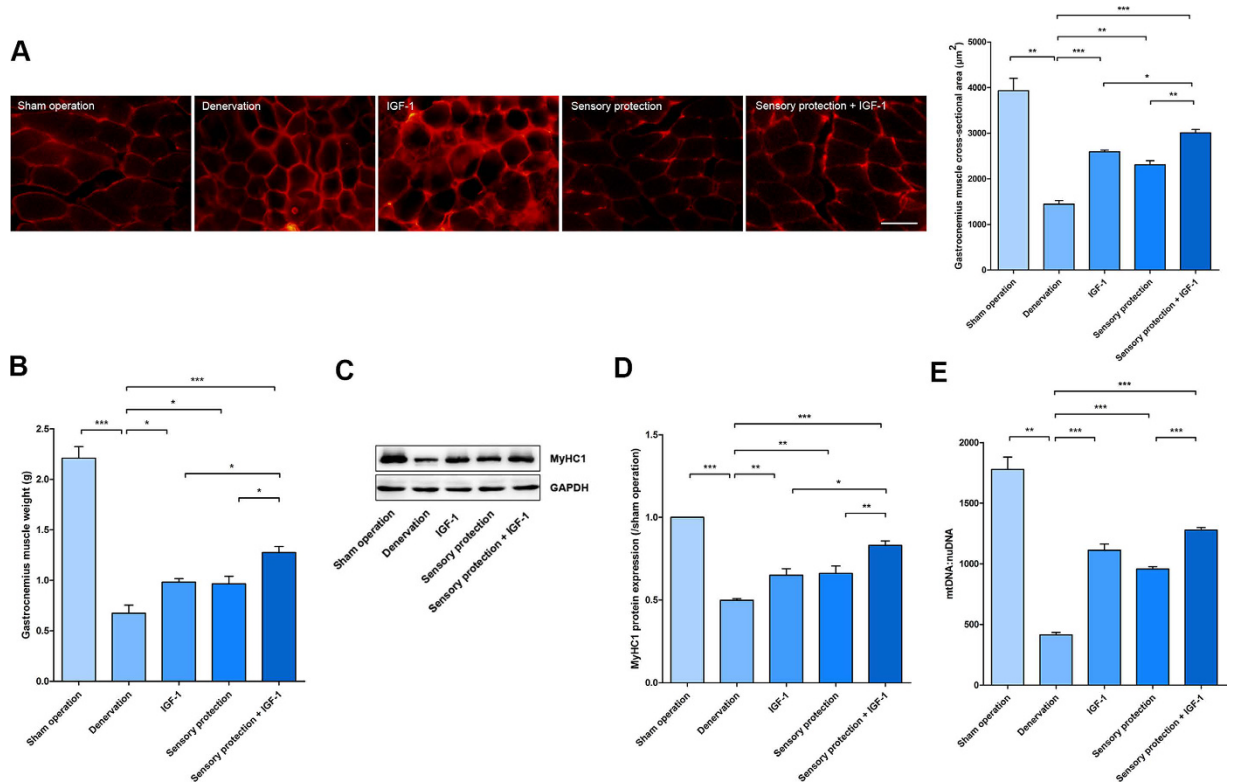 A
Sham operation
Denervation
IGF-1
Sensory protection
Sensory protection + IGF-1
Gastrocnemius muscle cross-sectional area (μm²)
5000
4000
3000
2000
1000
0
***
**
** ***
*
**
Sham operation
Denervation
IGF-1
Sensory protection
Sensory protection + IGF-1
B
Gastrocnemius muscle weight (g)
2.5
2.0
1.5
1.0
0.5
0.0
***
*
*** *
*
*
Sham operation
Denervation
IGF-1
Sensory protection
Sensory protection + IGF-1
C
MyHC1
GAPDH
Sham operation
Denervation
IGF-1
Sensory protection
Sensory protection + IGF-1
D
MyHC1 protein expression (/sham operation)
1.5
1.0
0.5
0.0
***
**
*** **
*
**
Sham operation
Denervation
IGF-1
Sensory protection
Sensory protection + IGF-1
E
mtDNA:nuDNA
2000
1500
1000
500
0
***
***
** *** ***
Sham operation
Denervation
IGF-1
Sensory protection
Sensory protection + IGF-1